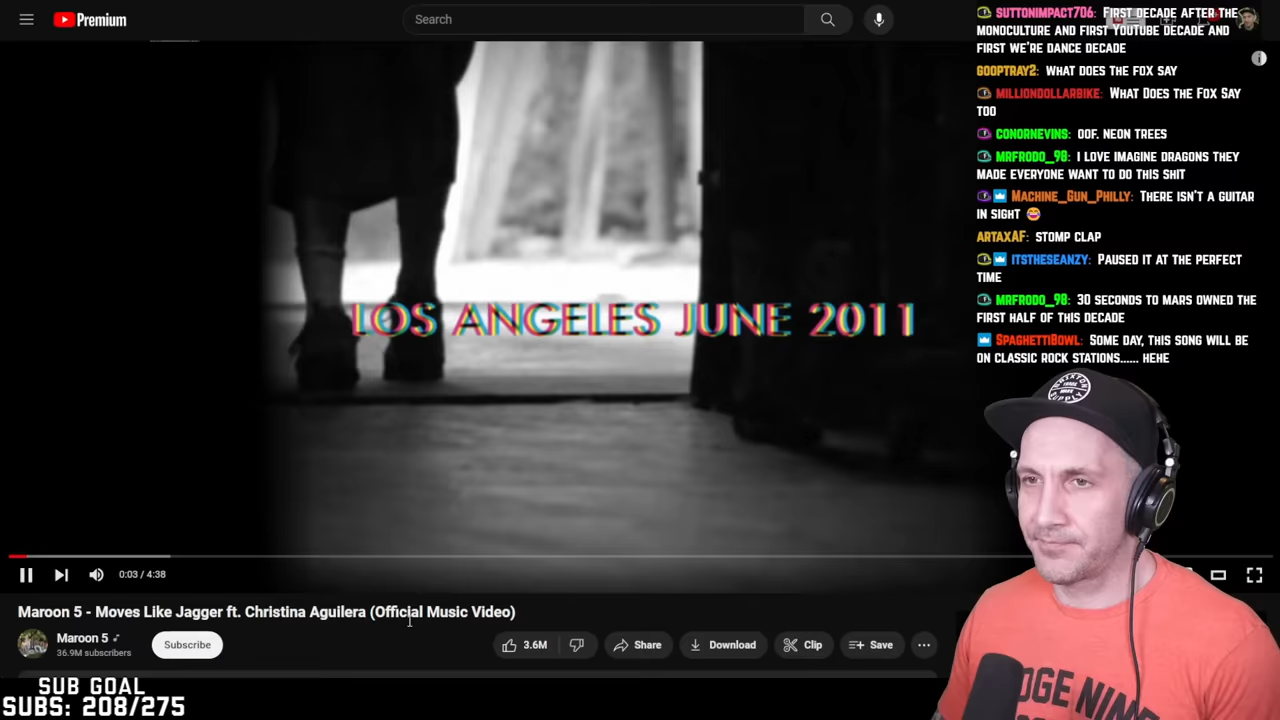 Premium
Search
SUTTONIMPACT706: FIRST DECADE AFTER THE
MONOCULTURE AND FIRST YOUTUBE DECADE AND
FIRST WE'RE DANCE DECADE
GOOPTRAY2: WHAT DOES THE FOX SAY
MILLIONDOLLARBIKE: WHAT DOES THE FOX SAY
TOO
CONORNEVINS: OOF. NEON TREES
MRFRODO_98: I LOVE IMAGINE DRAGONS THEY
MADE EVERYONE WANT TO DO THIS SHIT
MACHINE_GUN_PHILLY: THERE ISN'T A GUITAR
IN SIGHT 😂
ARTAXAF: STOMP CLAP
ITSTHESEANZY: PAUSED IT AT THE PERFECT
TIME
MRFRODO_98: 30 SECONDS TO MARS OWNED THE
FIRST HALF OF THIS DECADE
SPAGHETTIBOWL: SOME DAY, THIS SONG WILL BE
ON CLASSIC ROCK STATIONS...... HEHE
LOS ANGELES JUNE 2011
0:03 / 4:38
Maroon 5 - Moves Like Jagger ft. Christina Aguilera (Official Music Video)
Maroon 5
36.9M subscribers
Subscribe
3.6M
Share
Download
Clip
Save
SUB GOAL
SUBS: 208/275